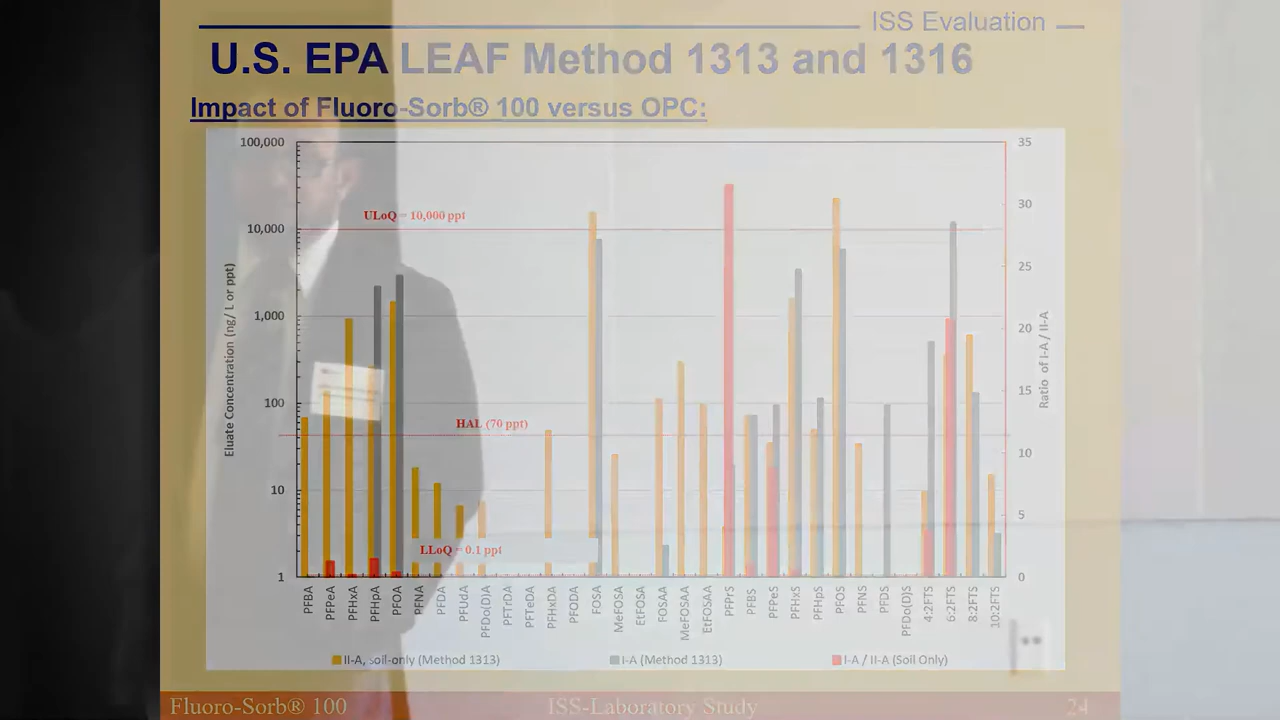 ISS Evaluation
U.S. EPA LEAF Method 1313 and 1316
Impact of Fluoro-Sorb® 100 versus OPC:
100,000
10,000
1,000
100
10
1
Eluate Concentration (ng/ L or ppt)
35
30
25
20
15
10
5
0
Ratio of I-A / II-A
ULoQ = 10,000 ppt
HAL (70 ppt)
LLoQ = 0.1 ppt
PFBA
PFPeA
PFHxA
PFHpA
PFOA
PFNA
PFDA
PFUdA
PFDo(D)A
PFTrDA
PFTeDA
PFHxDA
PFODA
FOSA
MeFOSA
EtFOSA
FOSAA
MeFOSAA
EtFOSAA
PFPrS
PFBS
PFPeS
PFHxS
PFHpS
PFOS
PFNS
PFDS
PFDo(D)S
4:2FTS
6:2FTS
8:2FTS
10:2FTS
II-A, soil-only (Method 1313)
I-A (Method 1313)
I-A / II-A (Soil Only)
Fluoro-Sorb® 100
ISS-Laboratory Study
24